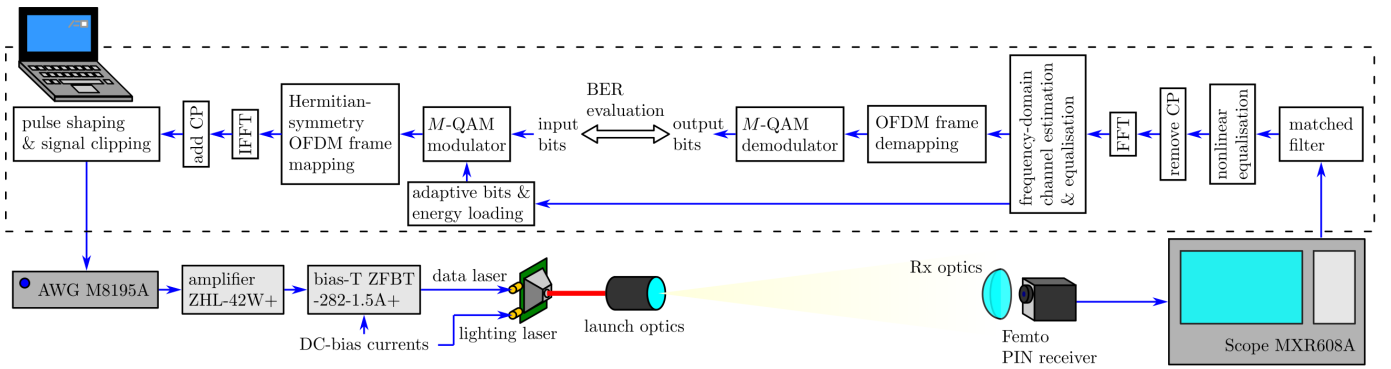 pulse shaping
& signal clipping
add CP
IFFT
Hermitian-
symmetry
OFDM frame
mapping
M-QAM
modulator
adaptive bits &
energy loading
input
bits
BER
evaluation
output
bits
M-QAM
demodulator
OFDM frame
demapping
frequency-domain
channel estimation
& equalisation
FFT
remove CP
nonlinear
equalisation
matched
filter
AWG M8195A
amplifier
ZHL-42W+
bias-T ZFBT
-282-1.5A+
data laser
lighting laser
DC-bias currents
launch optics
Rx optics
Femto
PIN receiver
Scope MXR608A